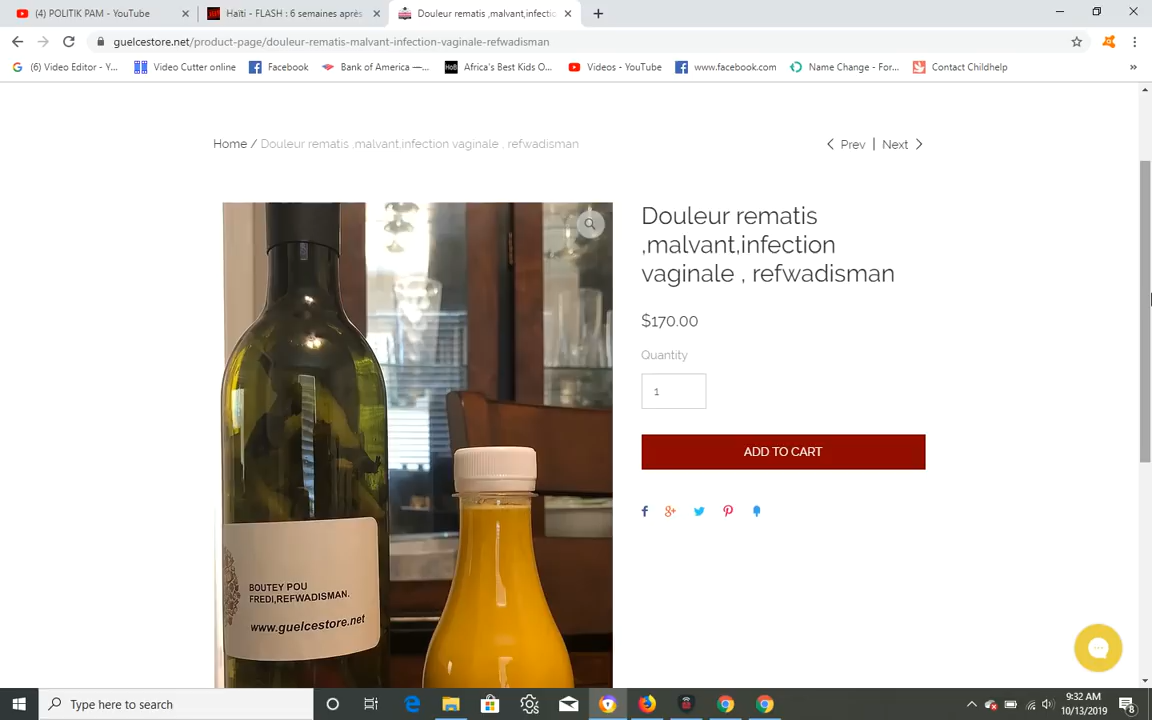 (4) POLITIK PAM - YouTube
Haïti - FLASH : 6 semaines après
Douleur rematis ,malvant,infectic
guelcestore.net/product-page/douleur-rematis-malvant-infection-vaginale-refwadisman
(6) Video Editor - Y...
Video Cutter online
Facebook
Bank of America —...
Africa's Best Kids O...
Videos - YouTube
www.facebook.com
Name Change - For...
Contact Childhelp
»
Home / Douleur rematis ,malvant,infection vaginale , refwadisman
Prev | Next
Douleur rematis
,malvant,infection
vaginale , refwadisman
$170.00
Quantity
1
ADD TO CART
BOUTEY POU
FREDI,REFWADISMAN.
www.guelcestore.net
Type here to search
9:32 AM
10/13/2019
8